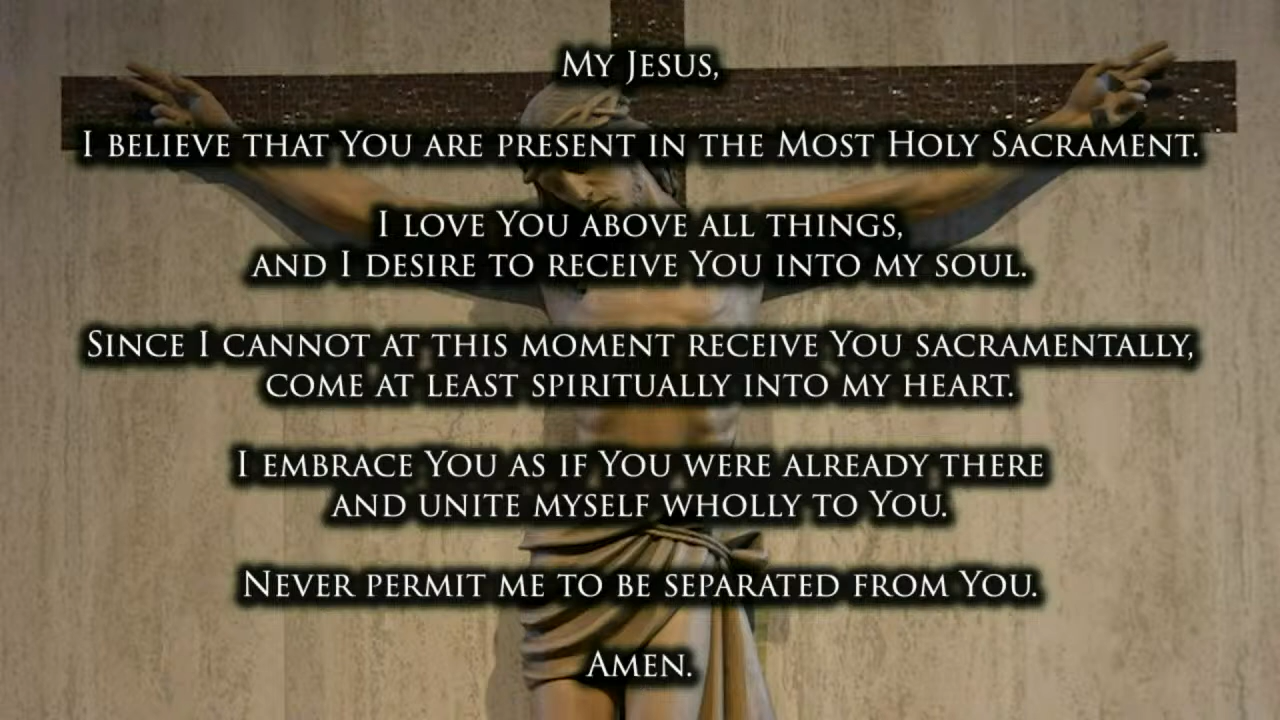 My Jesus,
I believe that You are present in the Most Holy Sacrament.
I love You above all things,
and I desire to receive You into my soul.
Since I cannot at this moment receive You sacramentally,
come at least spiritually into my heart.
I embrace You as if You were already there
and unite myself wholly to You.
Never permit me to be separated from You.
Amen.